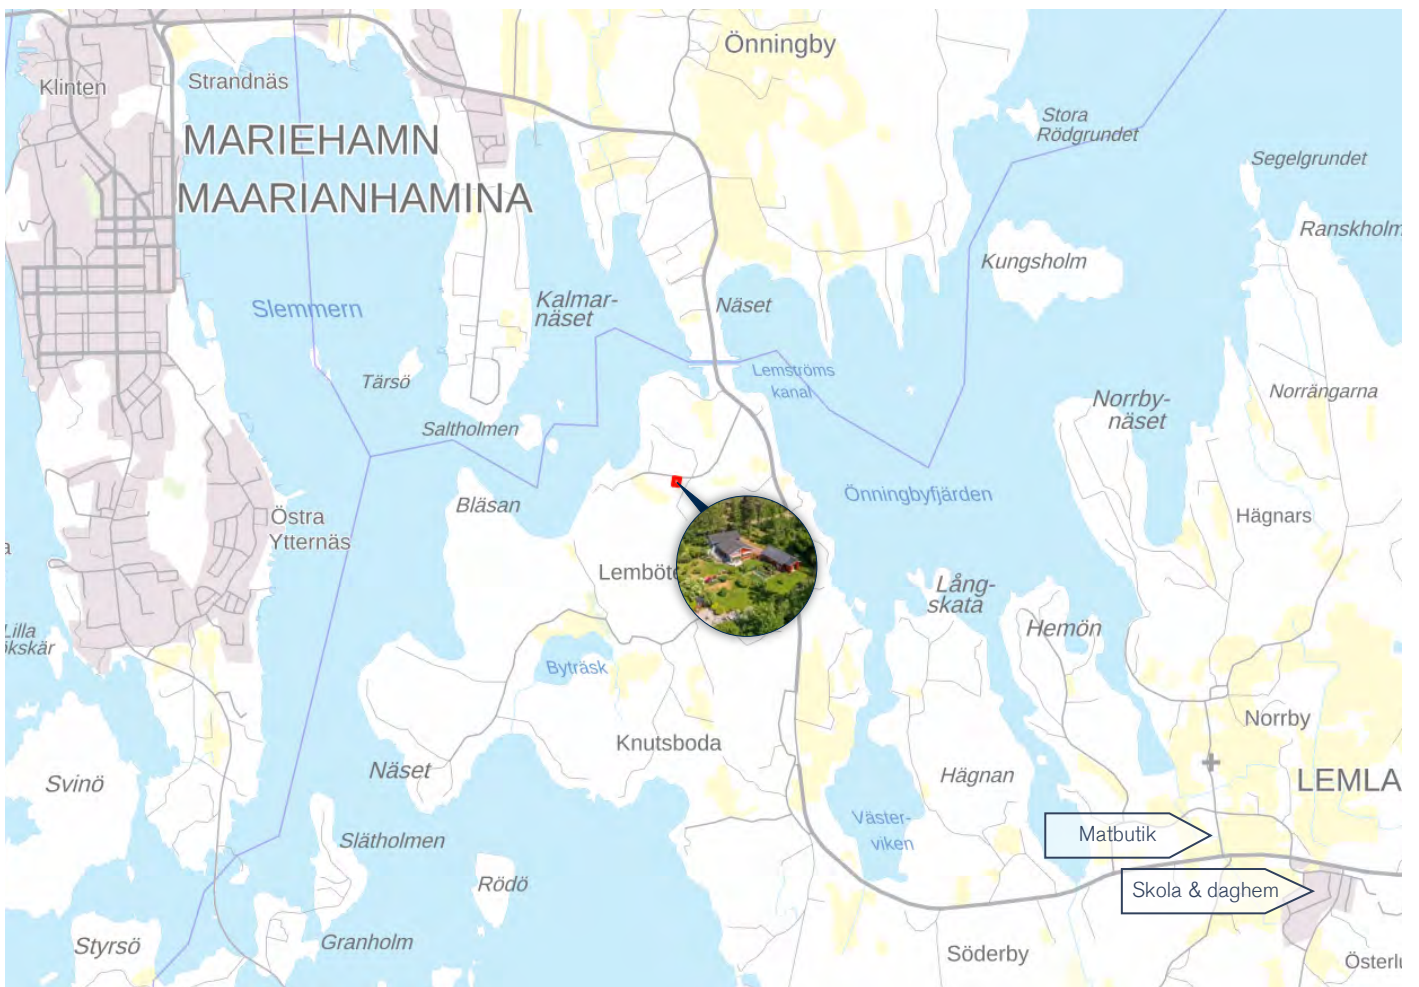 Önningby
Klinten
Strandnäs
Stora
Rödgrundet
MARIEHAMN
Segelgrundet
MAARIANHAMINA
Ranskholm
Kungsholm
Slemmern
Kalmar-
näset
Näset
Lemströms
kanal
Tärsö
Norrängarna
Norrby-
näset
Saltholmen
Bläsan
Önningbyfjärden
Östra
Ytternäs
Hägnars
Lemböte
Lång-
skata
Hemön
Lilla
Byträsk
Norrby
Knutsboda
Näset
Svinö
Hägnan
LEMLA
Väster-
viken
Matbutik
Slätholmen
Rödö
Skola & daghem
Styrsö
Granholm
Söderby
Österlu